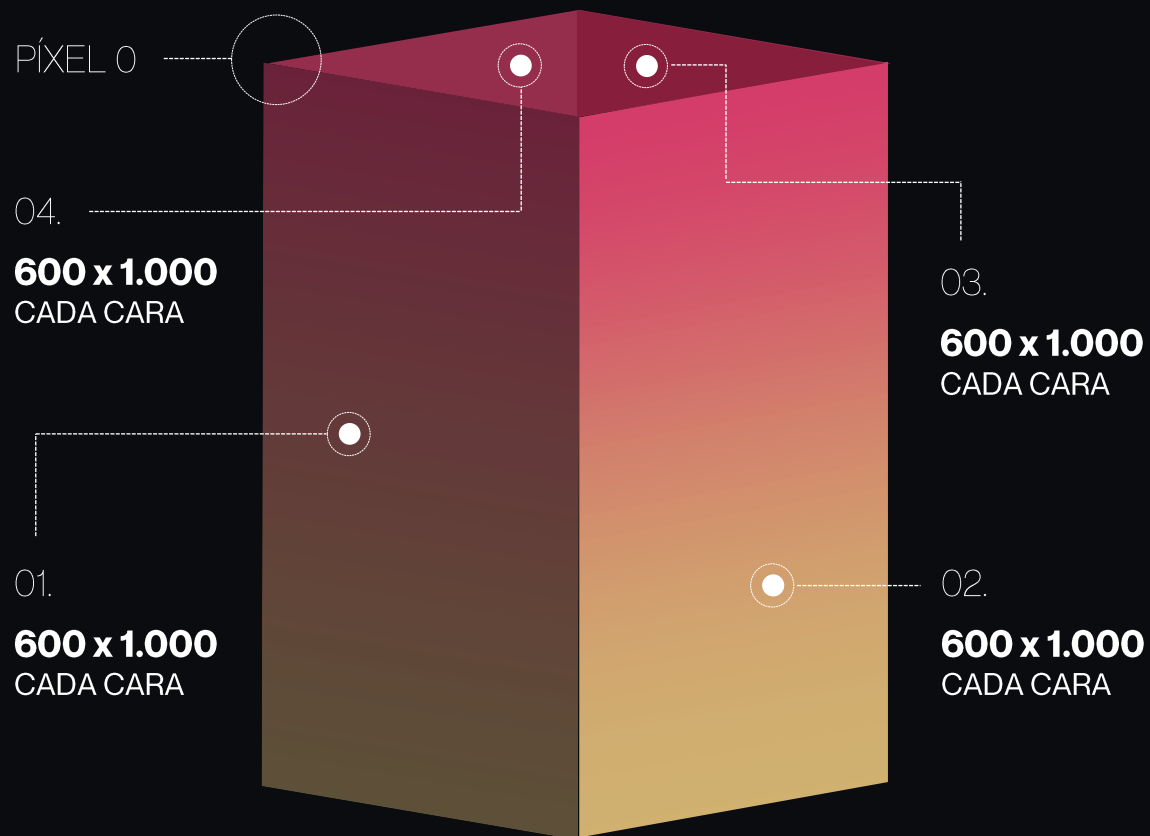 PÍXEL 0
04.
600 x 1.000
CADA CARA
03.
600 x 1.000
CADA CARA
01.
600 x 1.000
CADA CARA
02.
600 x 1.000
CADA CARA